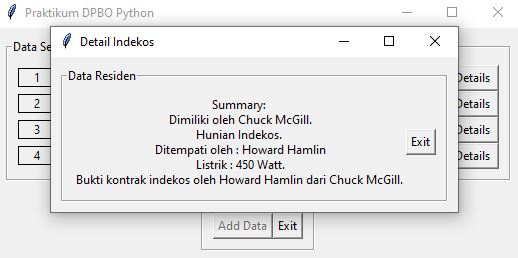 Praktikum DPBO Python
Detail Indekos
Data Se
Data Residen
1
2
3
4
Summary:
Dimiliki oleh Chuck McGill.
Hunian Indekos.
Ditempati oleh : Howard Hamlin
Listrik : 450 Watt.
Bukti kontrak indekos oleh Howard Hamlin dari Chuck McGill.
Exit
Details
Details
Details
Details
Add Data
Exit